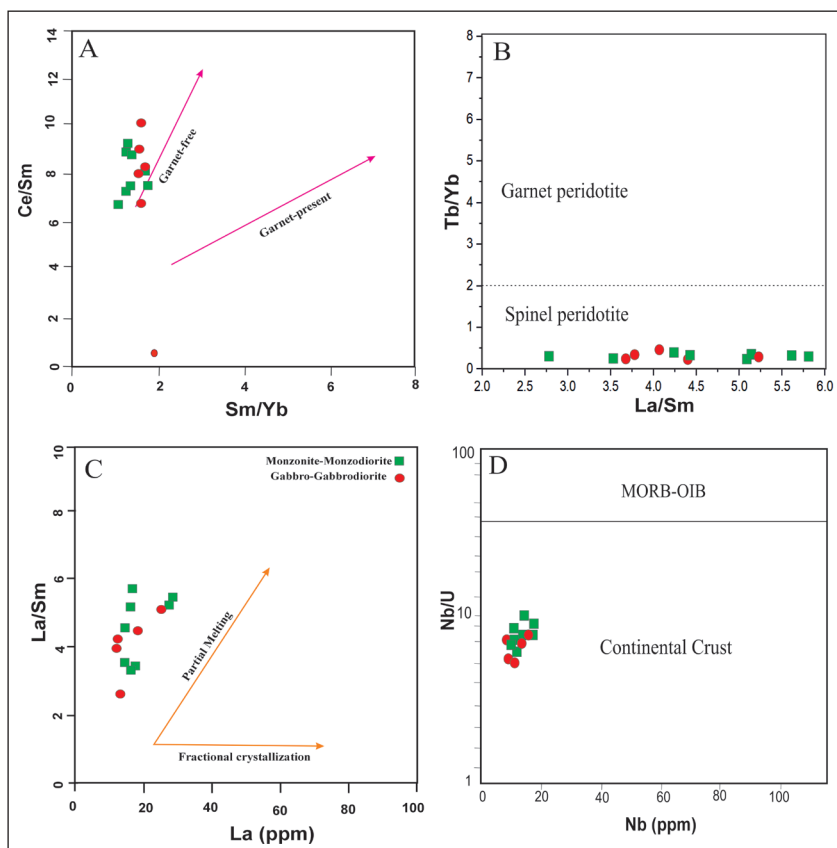 A
14
12
10
8
6
4
2
0
Ce/Sm
Garnet-free
Garnet-present
0
2
4
6
8
Sm/Yb
B
8
7
6
5
4
3
2
1
0
Tb/Yb
Garnet peridotite
Spinel peridotite
2.0
2.5
3.0
3.5
4.0
4.5
5.0
5.5
6.0
La/Sm
C
Monzonite-Monzodiorite
Gabbro-Gabbrodiorite
10
8
6
4
2
0
La/Sm
Partial Melting
Fractional crystallization
0
20
40
60
80
100
La (ppm)
D
100
10
1
Nb/U
MORB-OIB
Continental Crust
0
20
40
60
80
100
Nb (ppm)